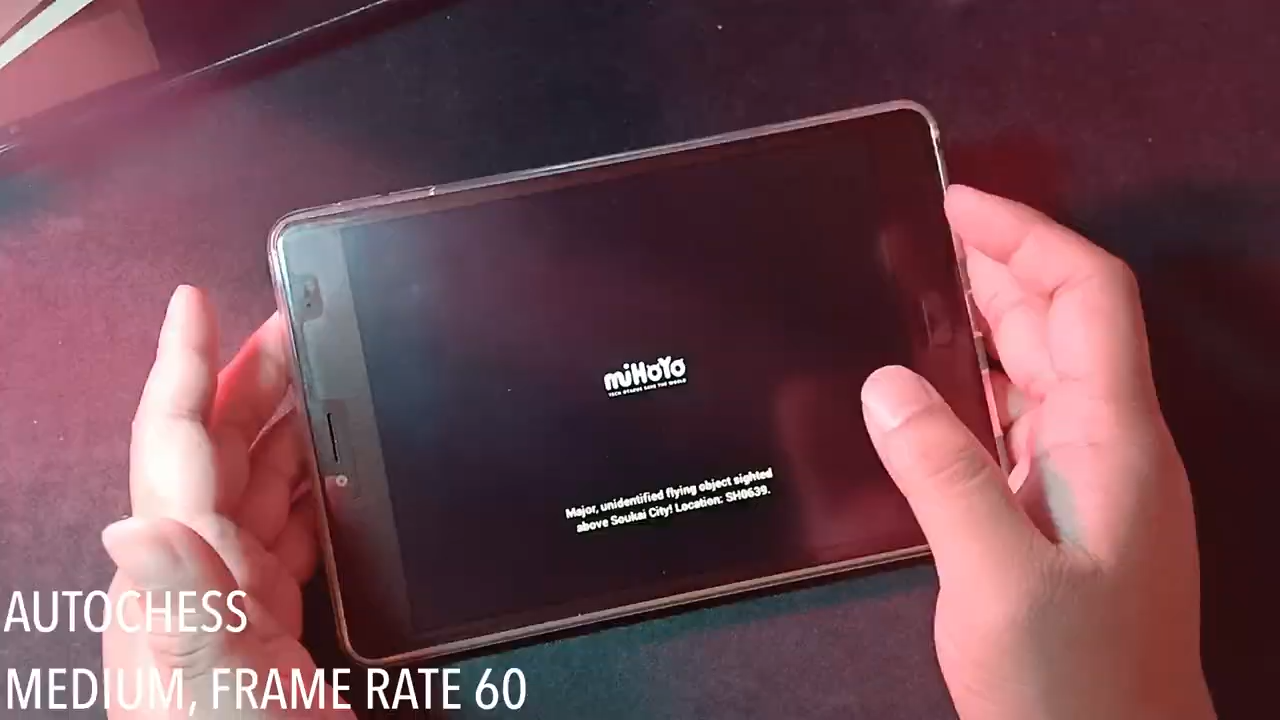 miHoYo
TECH OTAKUS SAVE THE WORLD
Major, unidentified flying object sighted
above Soukai City! Location: SH0639.
AUTOCHESS
MEDIUM, FRAME RATE 60